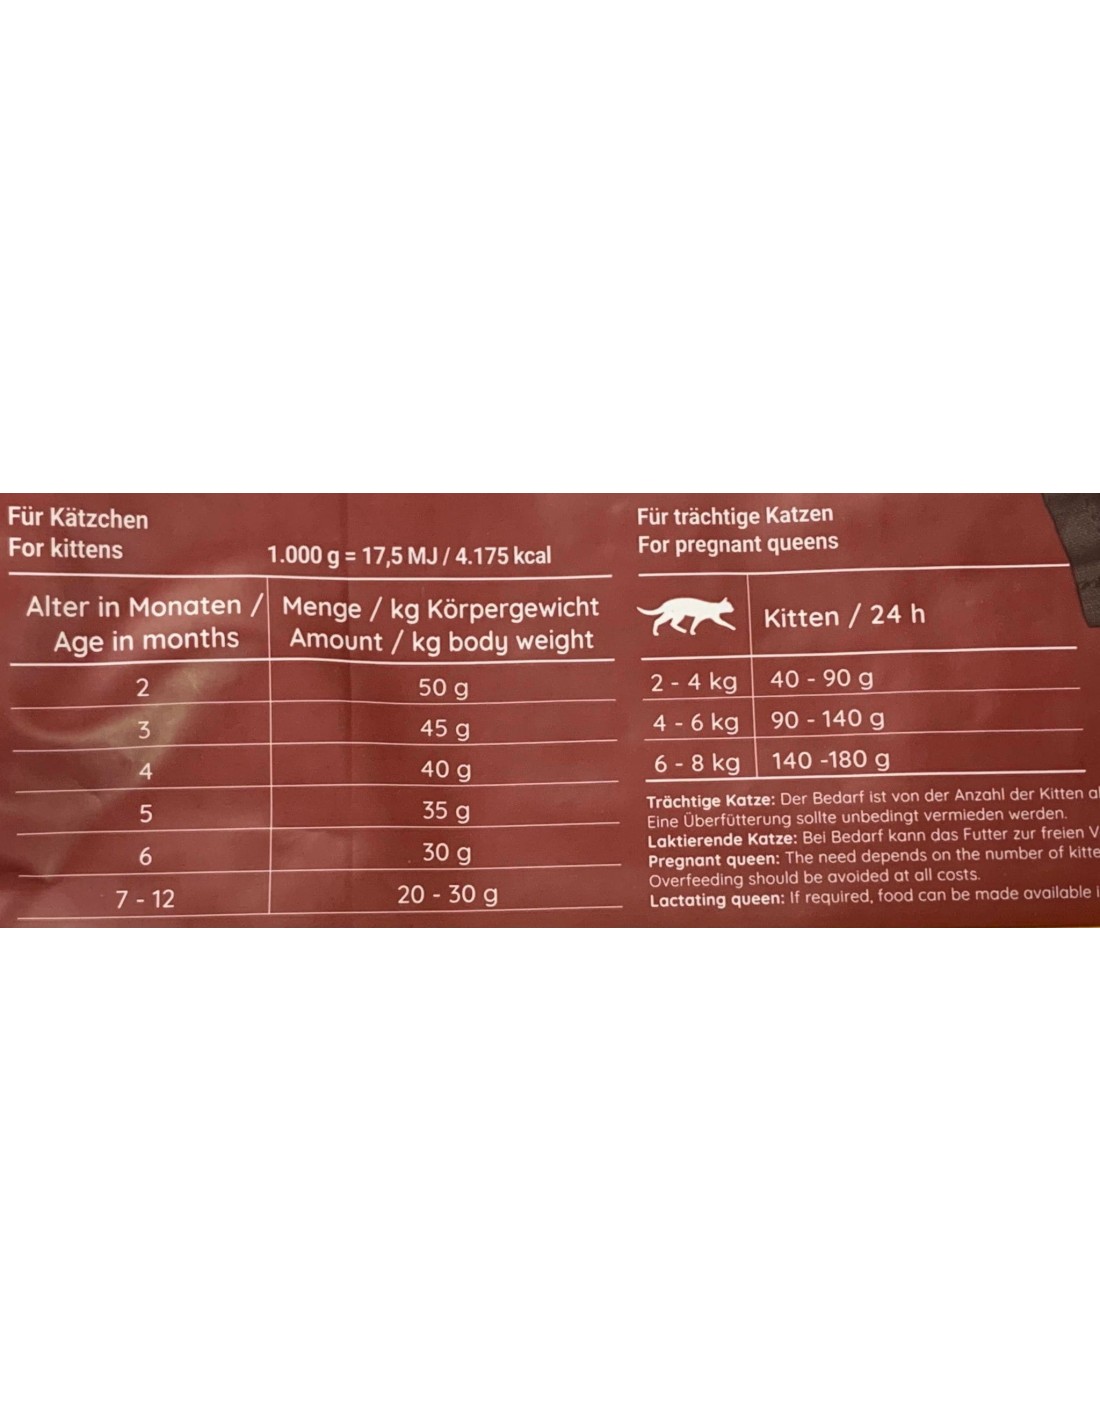 Für Kätzchen
For kittens
1.000 g = 17,5 MJ / 4.175 kcal
Alter in Monaten / Menge / kg Körpergewicht
Age in months Amount / kg body weight
2 50 g
3 45 g
4 40 g
5 35 g
6 30 g
7 - 12 20 - 30 g
Für trächtige Katzen
For pregnant queens
Kitten / 24 h
2 - 4 kg 40 - 90 g
4 - 6 kg 90 - 140 g
6 - 8 kg 140 -180 g
Trächtige Katze: Der Bedarf ist von der Anzahl der Kitten
Eine Überfütterung sollte unbedingt vermieden werden.
Laktierende Katze: Bei Bedarf kann das Futter zur freien
Pregnant queen: The need depends on the number of
Overfeeding should be avoided at all costs.
Lactating queen: If required, food can be made available